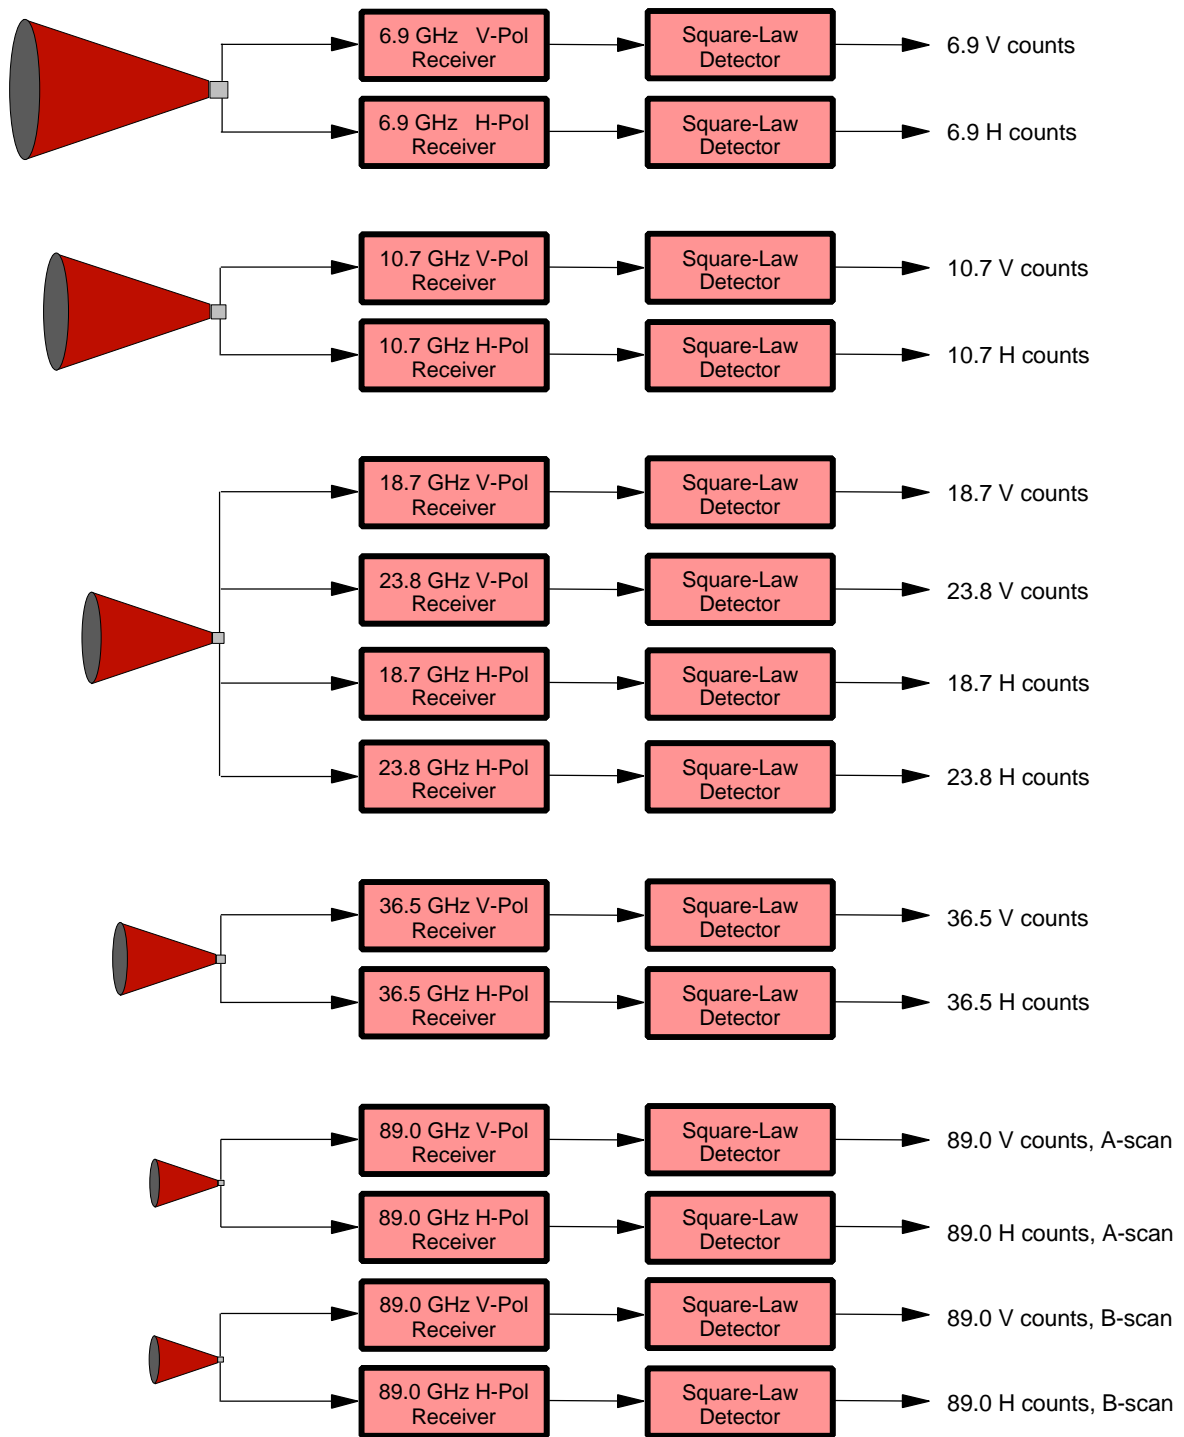 6.9 GHz V-Pol
Receiver
Square-Law
Detector
6.9 V counts
6.9 GHz H-Pol
Receiver
Square-Law
Detector
6.9 H counts
10.7 GHz V-Pol
Receiver
Square-Law
Detector
10.7 V counts
10.7 GHz H-Pol
Receiver
Square-Law
Detector
10.7 H counts
18.7 GHz V-Pol
Receiver
Square-Law
Detector
18.7 V counts
23.8 GHz V-Pol
Receiver
Square-Law
Detector
23.8 V counts
18.7 GHz H-Pol
Receiver
Square-Law
Detector
18.7 H counts
23.8 GHz H-Pol
Receiver
Square-Law
Detector
23.8 H counts
36.5 GHz V-Pol
Receiver
Square-Law
Detector
36.5 V counts
36.5 GHz H-Pol
Receiver
Square-Law
Detector
36.5 H counts
89.0 GHz V-Pol
Receiver
Square-Law
Detector
89.0 V counts, A-scan
89.0 GHz H-Pol
Receiver
Square-Law
Detector
89.0 H counts, A-scan
89.0 GHz V-Pol
Receiver
Square-Law
Detector
89.0 V counts, B-scan
89.0 GHz H-Pol
Receiver
Square-Law
Detector
89.0 H counts, B-scan